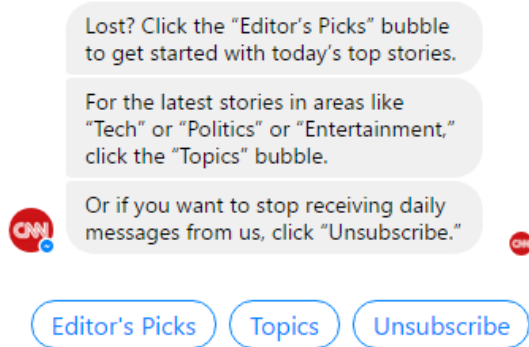 Lost? Click the “Editor’s Picks” bubble
to get started with today’s top stories.
For the latest stories in areas like
“Tech” or “Politics” or “Entertainment,”
click the “Topics” bubble.
Or if you want to stop receiving daily
messages from us, click “Unsubscribe.”
CNN
CNN
Editor's Picks
Topics
Unsubscribe